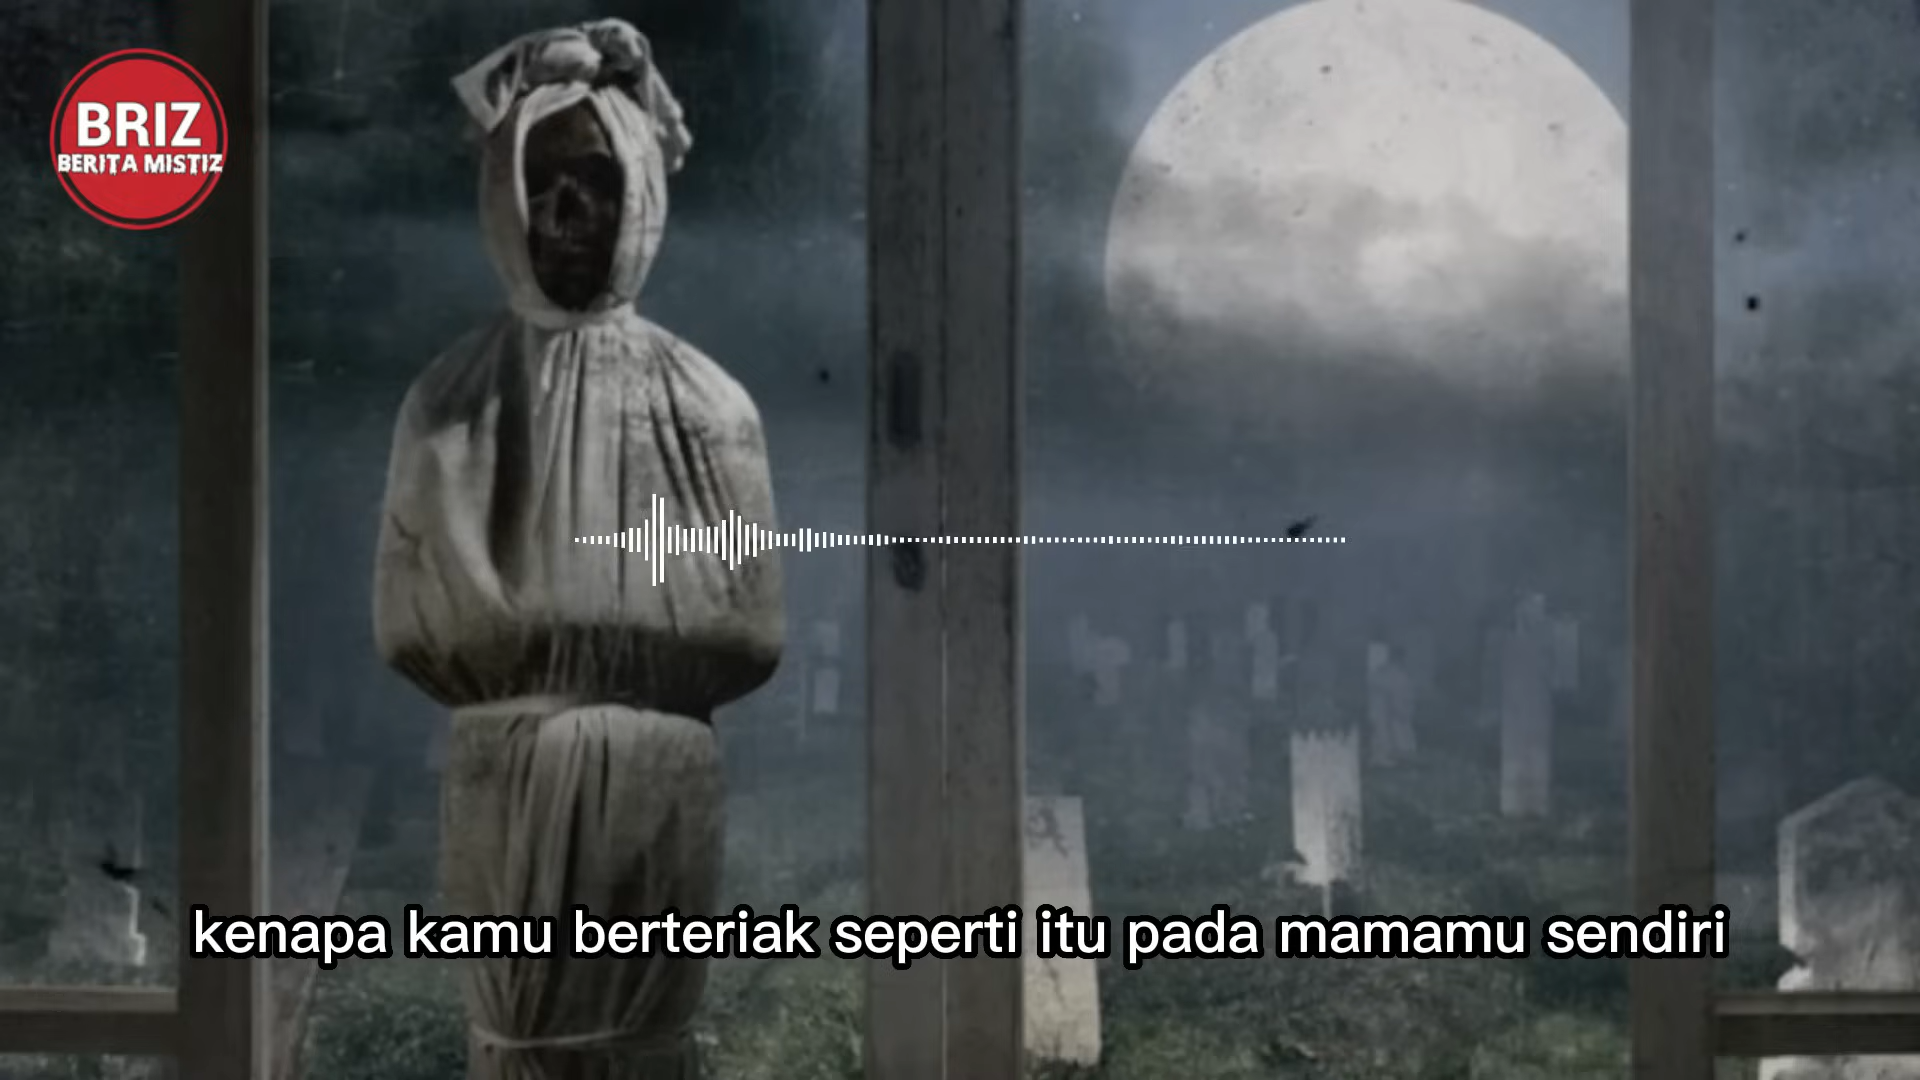 BRIZ
BERITA MISTIZ
kenapa kamu berteriak seperti itu pada mamamu sendiri